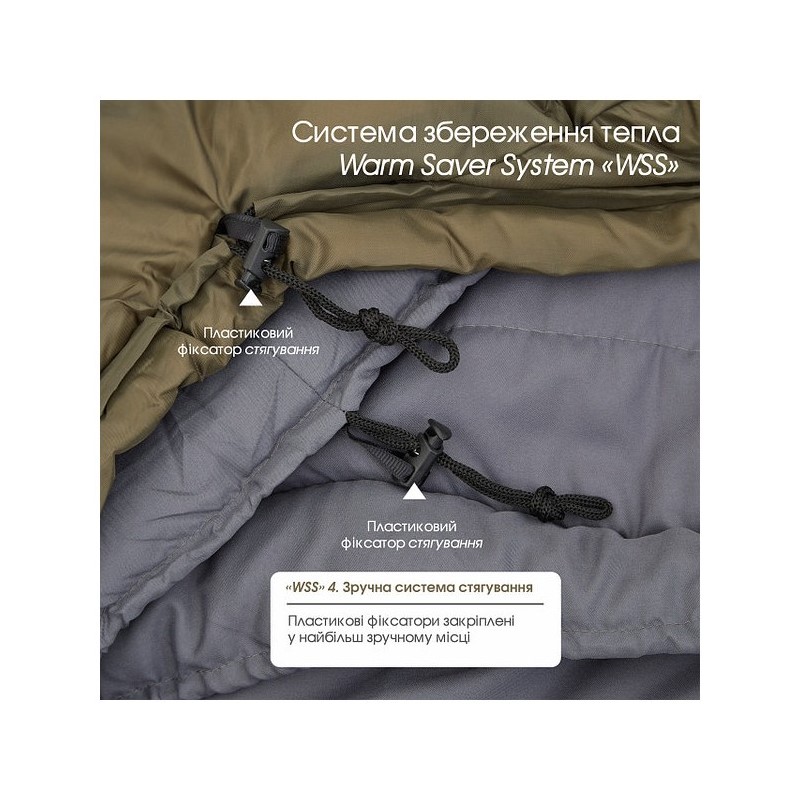 Система збереження тепла
Warm Saver System «WSS»
Пластиковий
фіксатор стягування
Пластиковий
фіксатор стягування
«WSS» 4. Зручна система стягування
Пластикові фіксатори закріплені
у найбільш зручному місці